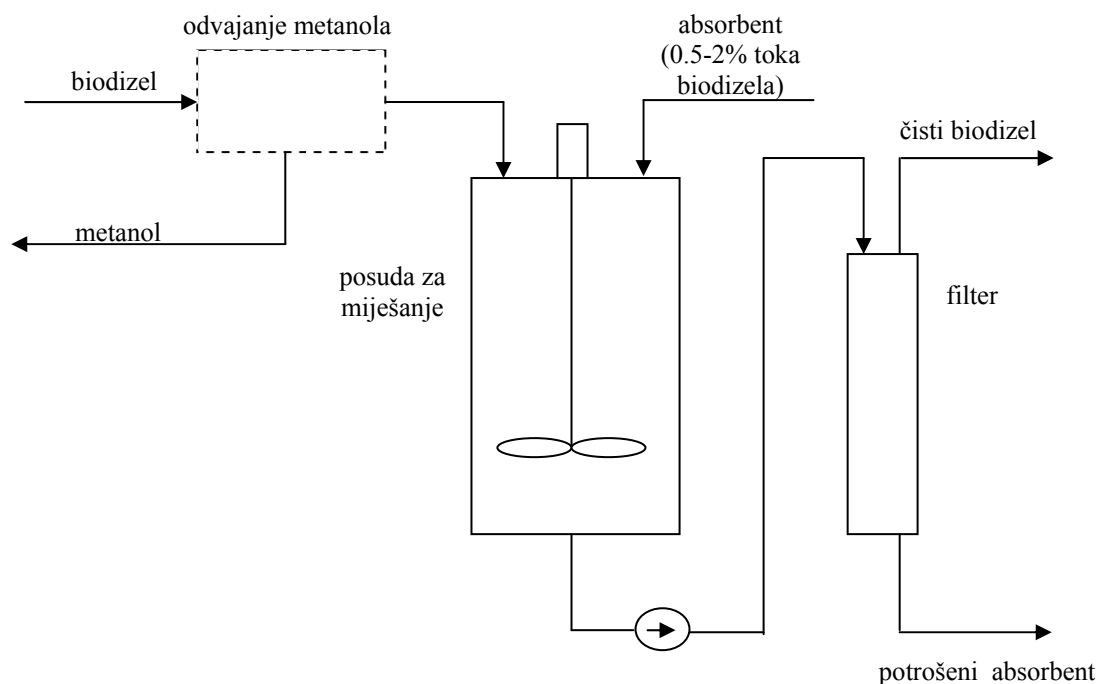 odvajanje metanola
biodizel
metanol
absorbent
(0.5-2% toka
biodizela)
posuda za
miješanje
čisti biodizel
filter
potrošeni absorbent